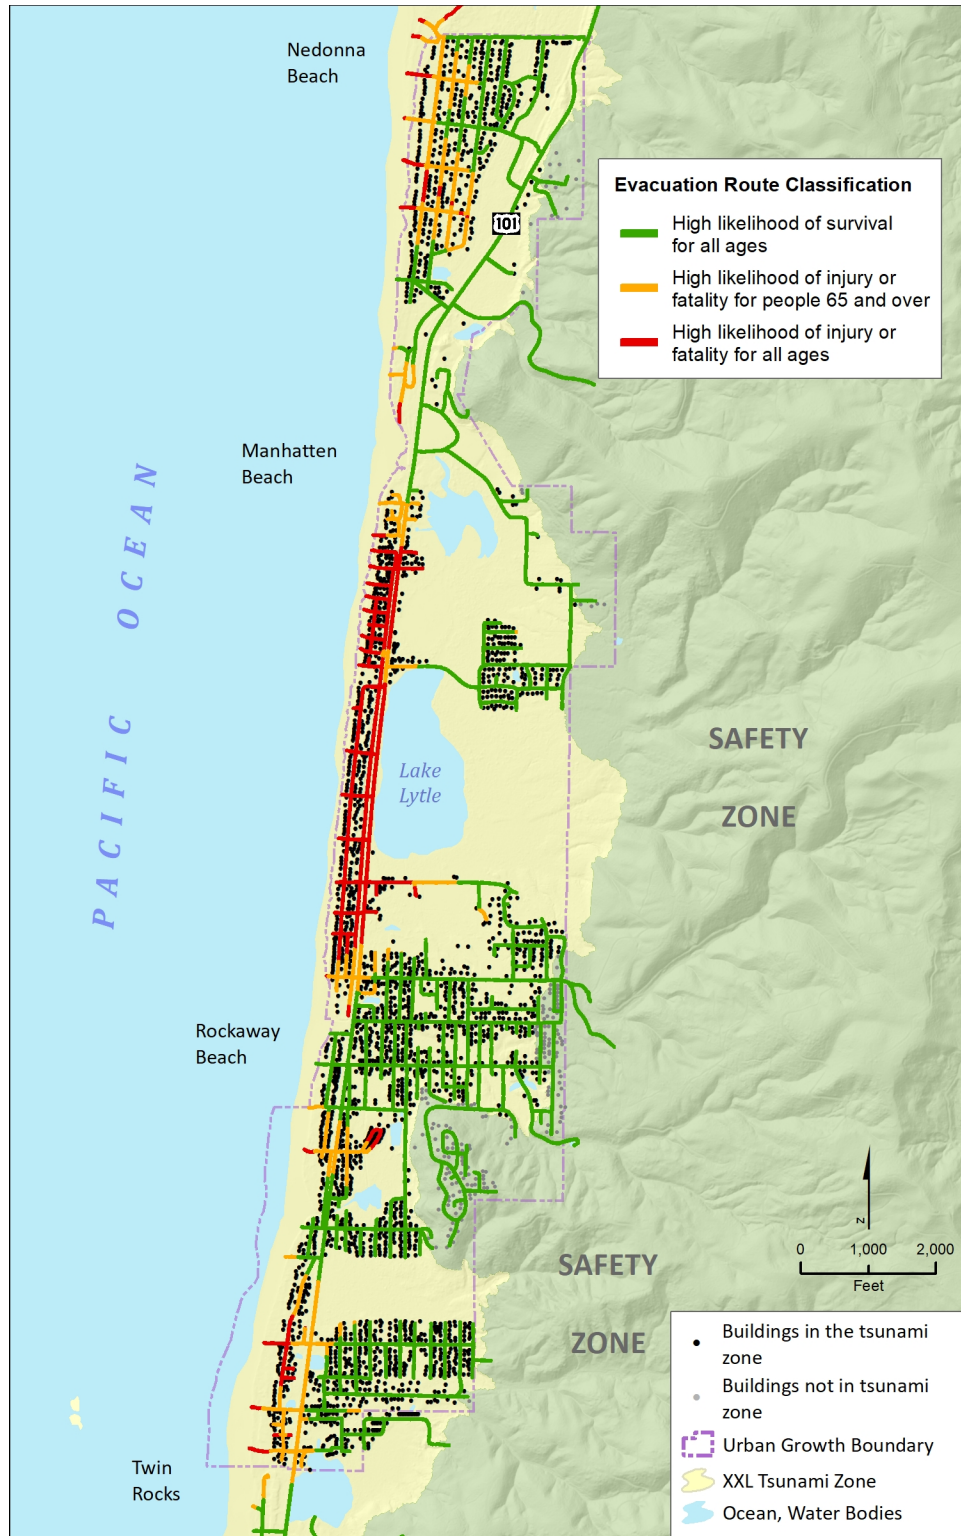 Nedonna
Beach
Evacuation Route Classification
High likelihood of survival
for all ages
High likelihood of injury or
fatality for people 65 and over
High likelihood of injury or
fatality for all ages
101
Manhatten
Beach
PACIFIC OCEAN
SAFETY
ZONE
Lake
Lytle
Rockaway
Beach
N
0 1,000 2,000
Feet
SAFETY
ZONE
Buildings in the tsunami
zone
Buildings not in tsunami
zone
Urban Growth Boundary
XXL Tsunami Zone
Ocean, Water Bodies
Twin
Rocks